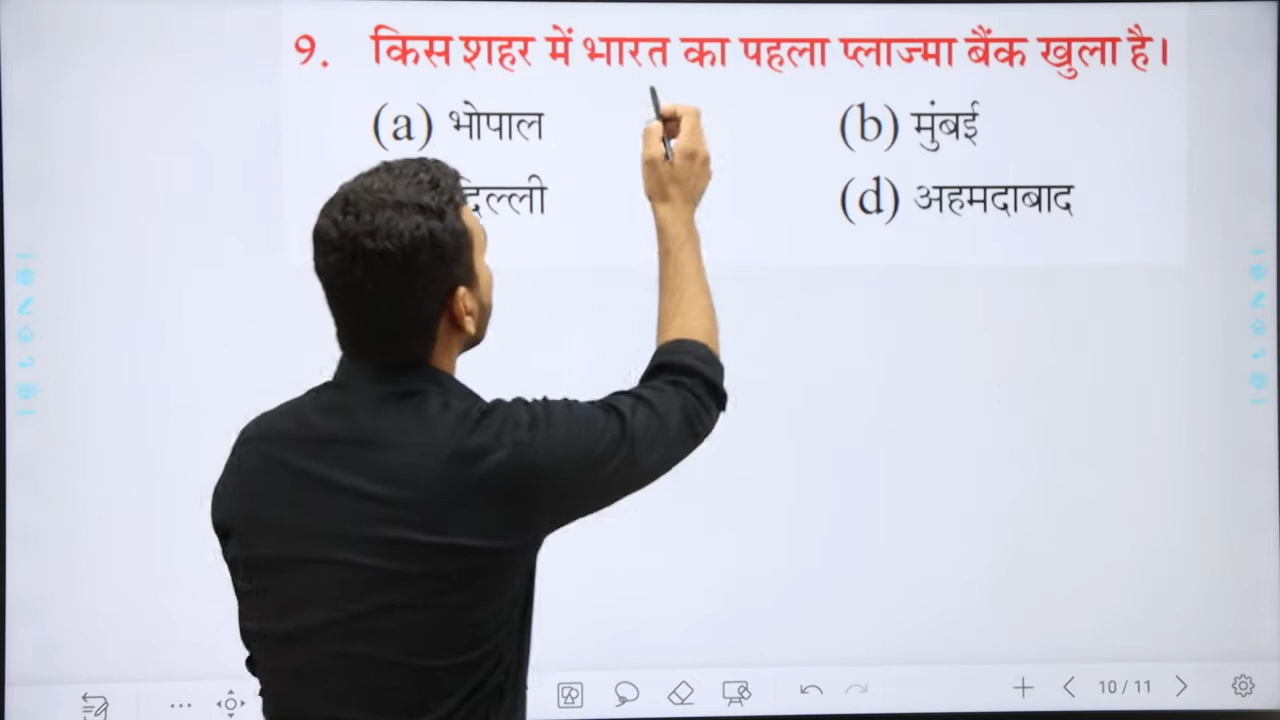 9. किस शहर में भारत का पहला प्लाज्मा बैंक खुला है।
(a) भोपाल (b) मुंबई
दिल्ली (d) अहमदाबाद
10 / 11